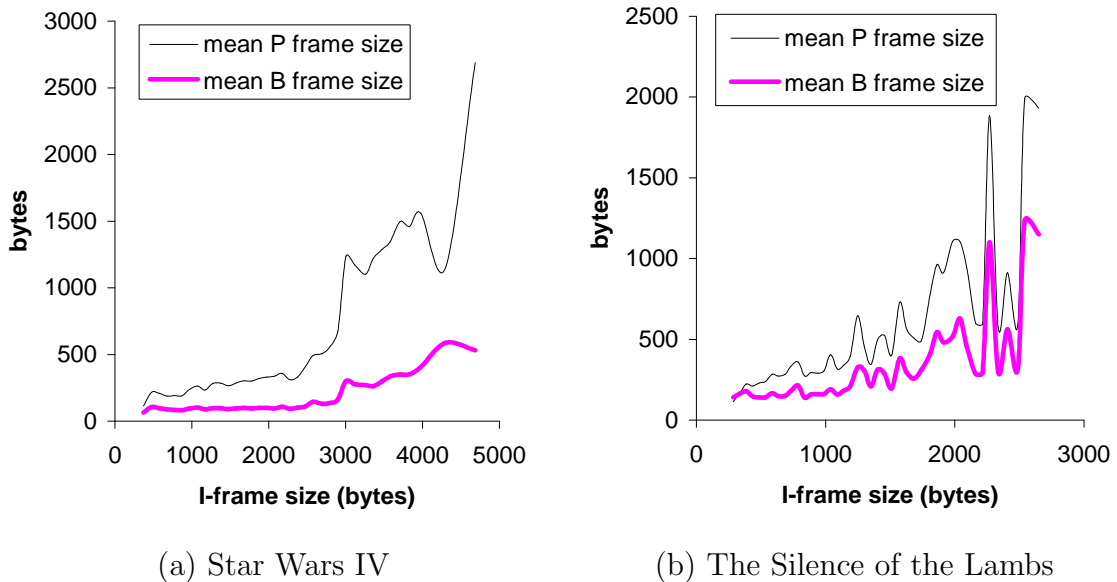 3000
2500
2000
1500
1000
500
0
bytes
mean P frame size
mean B frame size
0 1000 2000 3000 4000 5000
I-frame size (bytes)
(a) Star Wars IV
2500
2000
1500
1000
500
0
bytes
mean P frame size
mean B frame size
0 1000 2000 3000
I-frame size (bytes)
(b) The Silence of the Lambs